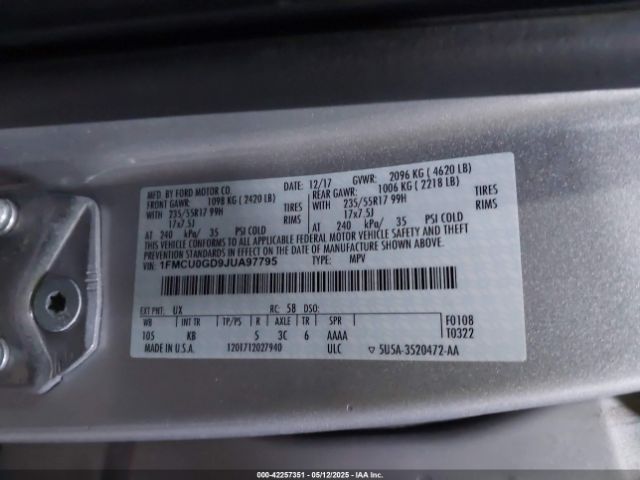 MFD. BY FORD MOTOR CO.
DATE: 12/17 GVWR: 2096 KG ( 4620 LB)
FRONT GAWR: 1098 KG ( 2420 LB) REAR GAWR: 1006 KG ( 2218 LB)
WITH 235/55R17 99H TIRES WITH 235/55R17 99H TIRES
17x7.5J RIMS 17x7.5J RIMS
AT 240 kPa/ 35 PSI COLD AT 240 kPa/ 35 PSI COLD
THIS VEHICLE CONFORMS TO ALL APPLICABLE FEDERAL MOTOR VEHICLE SAFETY AND THEFT
PREVENTION STANDARDS IN EFFECT ON THE DATE OF MANUFACTURE SHOWN ABOVE.
VIN: 1FMCU0GD9JUA97795 TYPE: MPV
EXT PNT: UX RC: 58 DSO:
WB INT TR TP/PS R AXLE TR SPR F0108
105 KB 5 3C 6 AAAA T0322
MADE IN U.S.A. 1201712027940 ULC ▽ 5U5A-3520472-AA
000-42257351 - 05/12/2025 - IAA Inc.